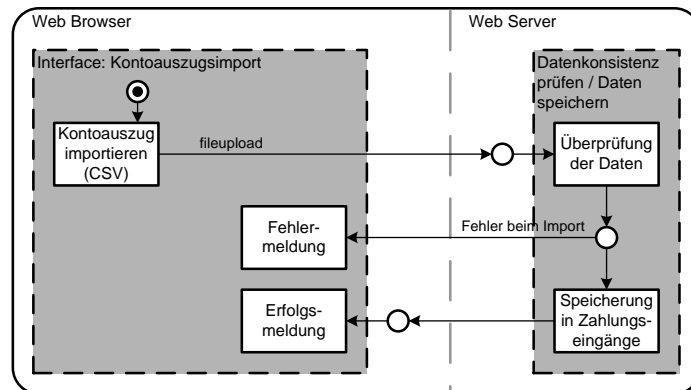 Web Browser
Web Server
Interface: Kontoauszugsimport
Datenkonsistenz
prüfen / Daten
speichern
Kontoauszug
importieren
(CSV)
fileupload
Überprüfung
der Daten
Fehler-
meldung
Fehler beim Import
Erfolgs-
meldung
Speicherung
in Zahlungs-
eingänge